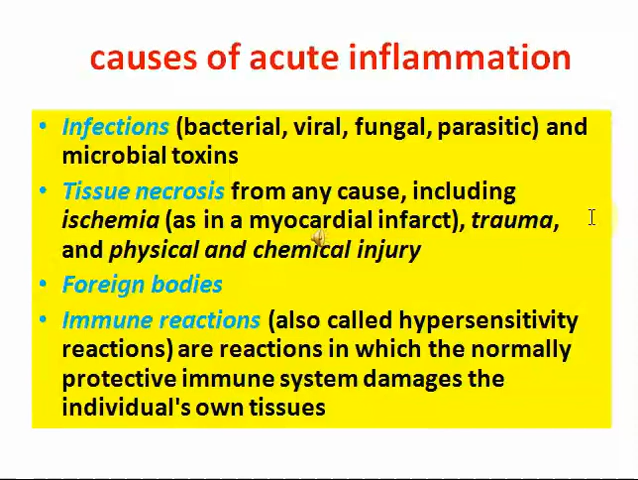 causes of acute inflammation
• Infections (bacterial, viral, fungal, parasitic) and
microbial toxins
• Tissue necrosis from any cause, including
ischemia (as in a myocardial infarct), trauma,
and physical and chemical injury
• Foreign bodies
• Immune reactions (also called hypersensitivity
reactions) are reactions in which the normally
protective immune system damages the
individual's own tissues